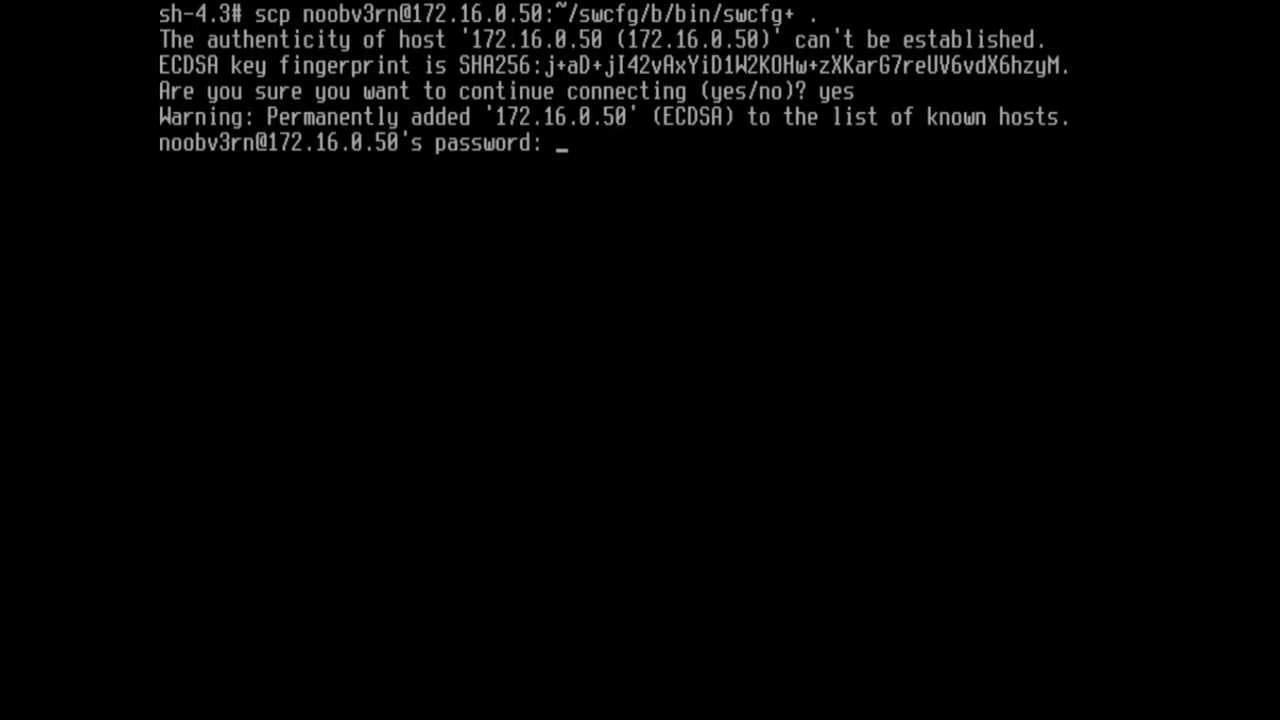 sh-4.3# scp noobv3rn@172.16.0.50:~/swcfg/b/bin/swcfg+ .
The authenticity of host '172.16.0.50 (172.16.0.50)' can't be established.
ECDSA key fingerprint is SHA256:j+aD+jI42vAxYiD1W2KOHw+zXKarG7reUV6vdX6hzyM.
Are you sure you want to continue connecting (yes/no)? yes
Warning: Permanently added '172.16.0.50' (ECDSA) to the list of known hosts.
noobv3rn@172.16.0.50's password: _